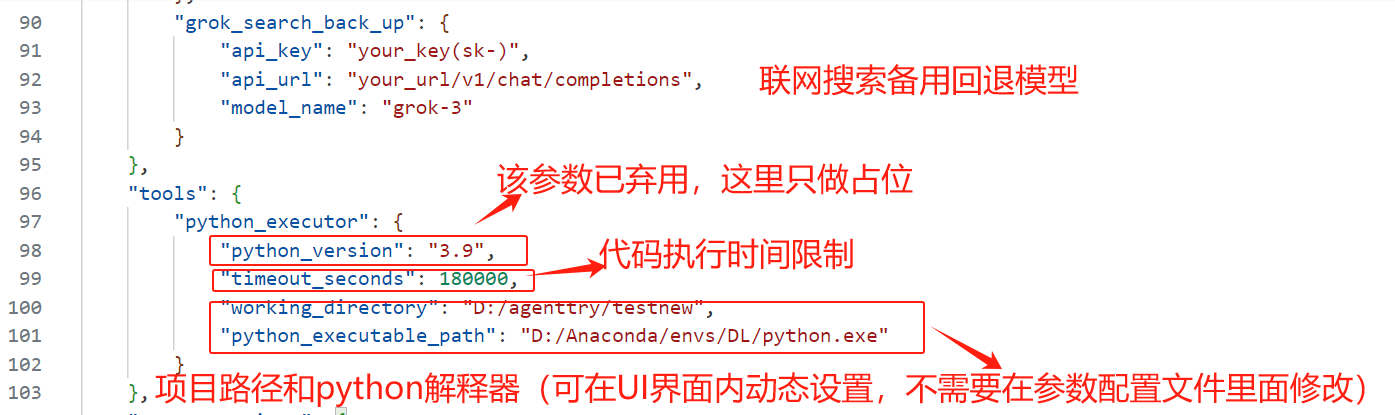 90 "grok_search_back_up": {
91 "api_key": "your_key(sk-)",
92 "api_url": "your_url/v1/chat/completions",
联网搜索备用回退模型
93 "model_name": "grok-3"
94 }
95 },
该参数已弃用，这里只做占位
96 "tools": {
97 "python_executor": {
98 "python_version": "3.9",
代码执行时间限制
99 "timeout_seconds": 180000,
100 "working_directory": "D:/agenttry/testnew",
101 "python_executable_path": "D:/Anaconda/envs/DL/python.exe"
102 }
103 },
项目路径和python解释器（可在UI界面内动态设置，不需要在参数配置文件里面修改）